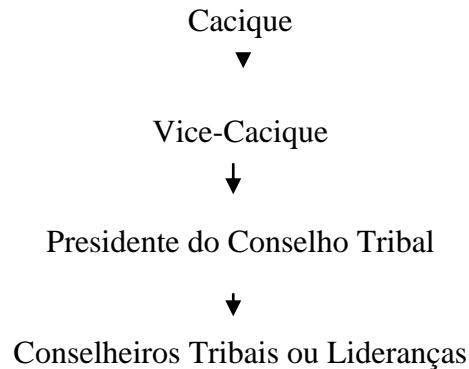 Cacique
Vice-Cacique
Presidente do Conselho Tribal
Conselheiros Tribais ou Lideranças